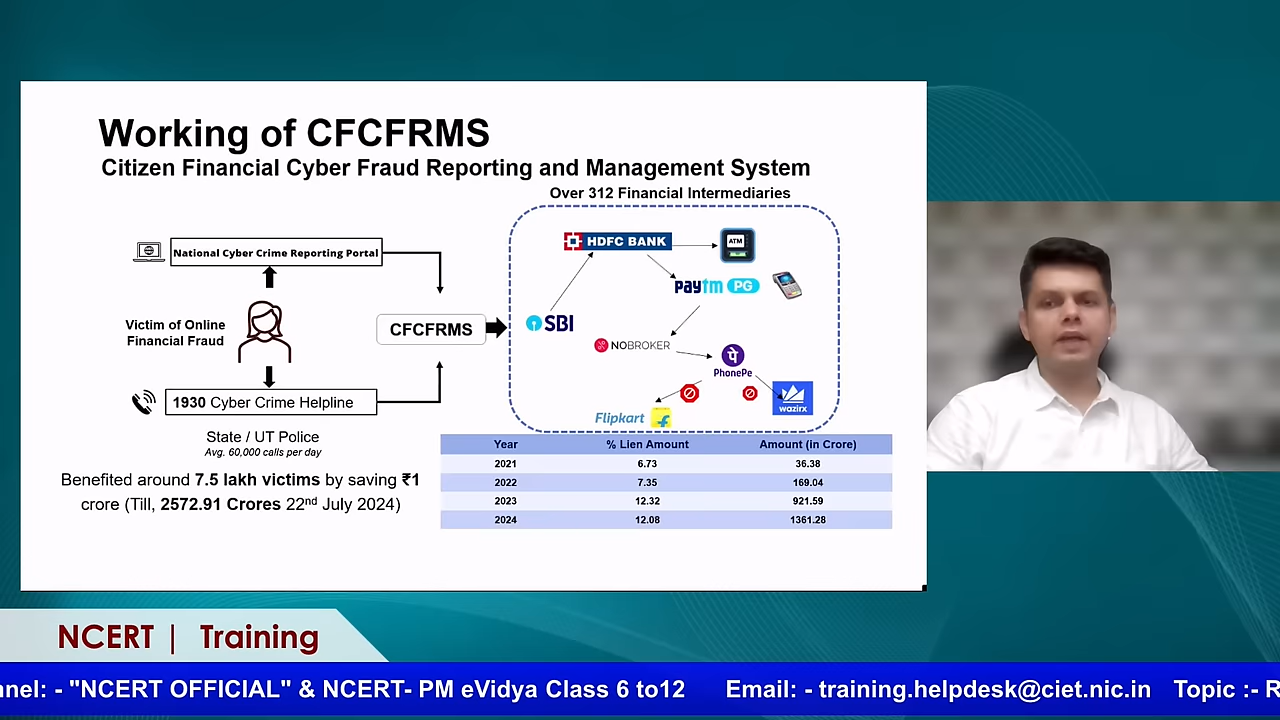 Working of CFCFRMS
Citizen Financial Cyber Fraud Reporting and Management System
Over 312 Financial Intermediaries
National Cyber Crime Reporting Portal
Victim of Online
Financial Fraud
1930 Cyber Crime Helpline
State / UT Police
Avg. 60,000 calls per day
CFCFRMS
HDFC BANK
ATM
paytm PG
SBI
NOBROKER
पे
PhonePe
Flipkart
wazirx
Benefited around 7.5 lakh victims by saving ₹1
crore (Till, 2572.91 Crores 22nd July 2024)
Year % Lien Amount Amount (in Crore)
2021 6.73 36.38
2022 7.35 169.04
2023 12.32 921.59
2024 12.08 1361.28
NCERT | Training
nnel: - "NCERT OFFICIAL" & NCERT- PM eVidya Class 6 to12 Email: - training.helpdesk@ciet.nic.in Topic :- R